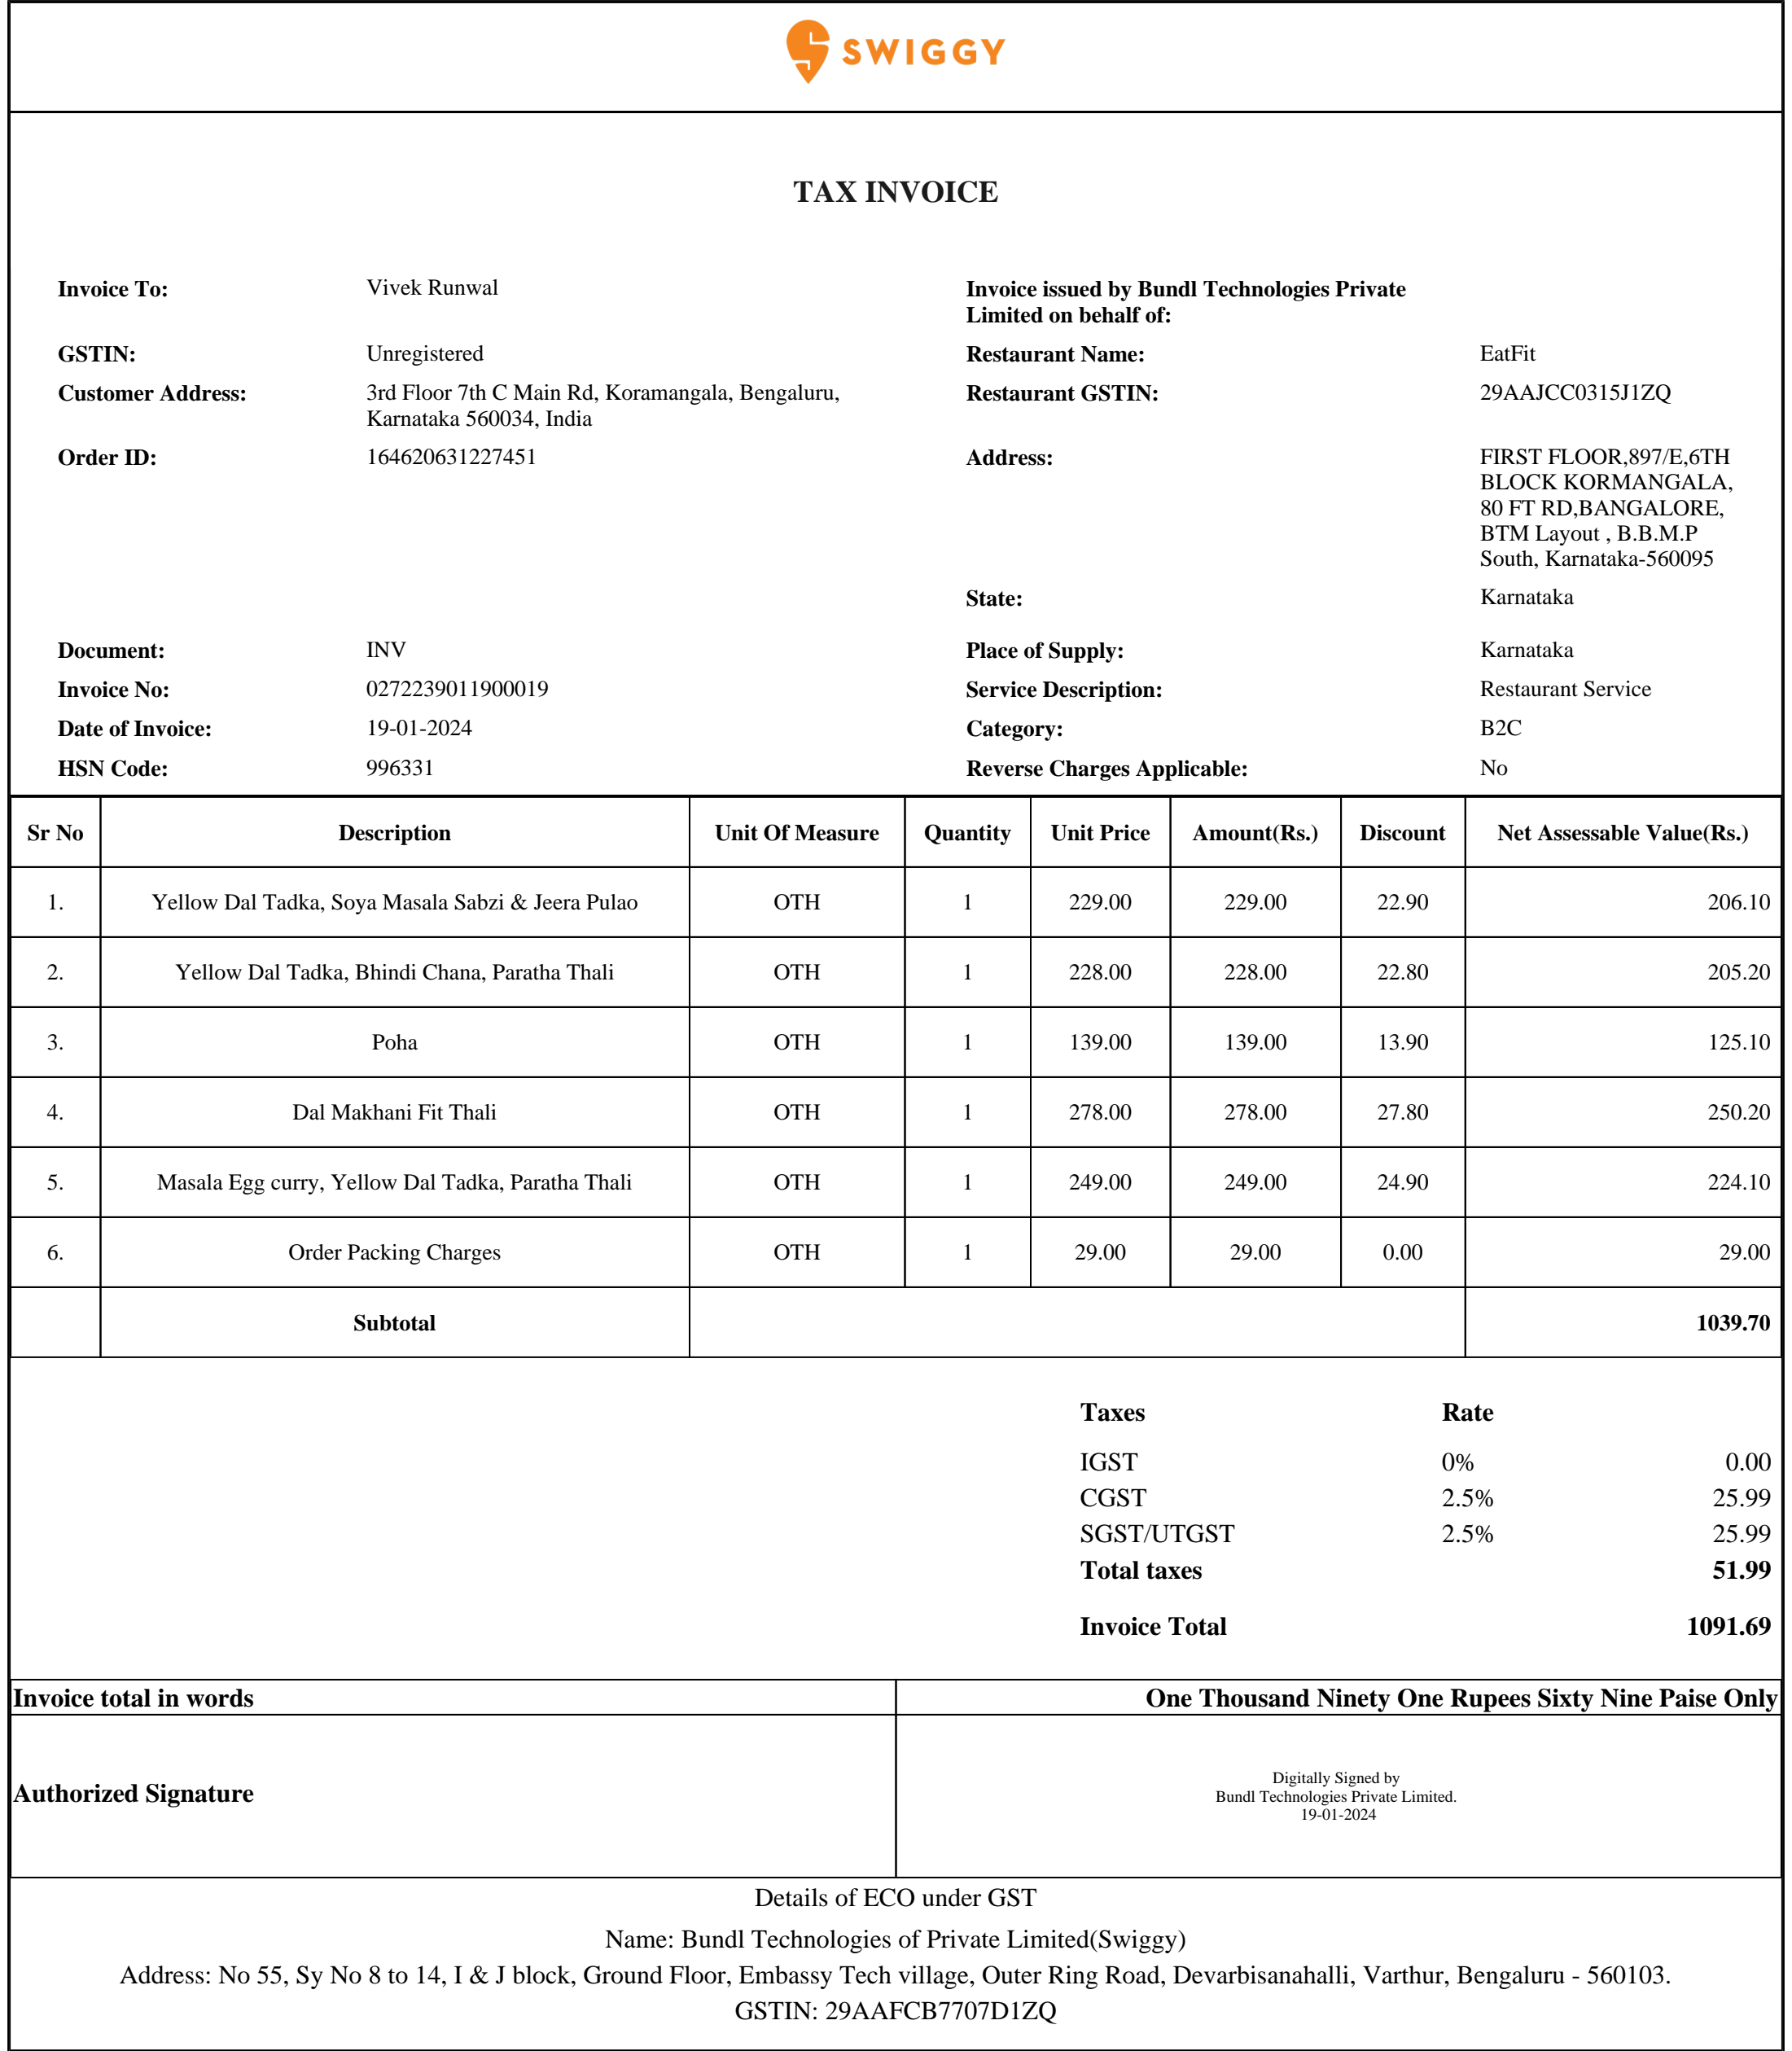 SWIGGY
TAX INVOICE
Invoice To: Vivek Runwal Invoice issued by Bundl Technologies Private
Limited on behalf of:
GSTIN: Unregistered Restaurant Name: EatFit
Customer Address: 3rd Floor 7th C Main Rd, Koramangala, Bengaluru, Restaurant GSTIN: 29AAJCC0315J1ZQ
Karnataka 560034, India
Order ID: 164620631227451 Address: FIRST FLOOR,897/E,6TH
BLOCK KORMANGALA,
80 FT RD,BANGALORE,
BTM Layout , B.B.M.P
South, Karnataka-560095
State: Karnataka
Document: INV Place of Supply: Karnataka
Invoice No: 0272239011900019 Service Description: Restaurant Service
Date of Invoice: 19-01-2024 Category: B2C
HSN Code: 996331 Reverse Charges Applicable: No
Sr No Description Unit Of Measure Quantity Unit Price Amount(Rs.) Discount Net Assessable Value(Rs.)
1. Yellow Dal Tadka, Soya Masala Sabzi & Jeera Pulao OTH 1 229.00 229.00 22.90 206.10
2. Yellow Dal Tadka, Bhindi Chana, Paratha Thali OTH 1 228.00 228.00 22.80 205.20
3. Poha OTH 1 139.00 139.00 13.90 125.10
4. Dal Makhani Fit Thali OTH 1 278.00 278.00 27.80 250.20
5. Masala Egg curry, Yellow Dal Tadka, Paratha Thali OTH 1 249.00 249.00 24.90 224.10
6. Order Packing Charges OTH 1 29.00 29.00 0.00 29.00
Subtotal 1039.70
Taxes Rate
IGST 0% 0.00
CGST 2.5% 25.99
SGST/UTGST 2.5% 25.99
Total taxes 51.99
Invoice Total 1091.69
Invoice total in words One Thousand Ninety One Rupees Sixty Nine Paise Only
Authorized Signature
Digitally Signed by
Bundl Technologies Private Limited.
19-01-2024
Details of ECO under GST
Name: Bundl Technologies of Private Limited(Swiggy)
Address: No 55, Sy No 8 to 14, I & J block, Ground Floor, Embassy Tech village, Outer Ring Road, Devarbisanahalli, Varthur, Bengaluru - 560103.
GSTIN: 29AAFCB7707D1ZQ